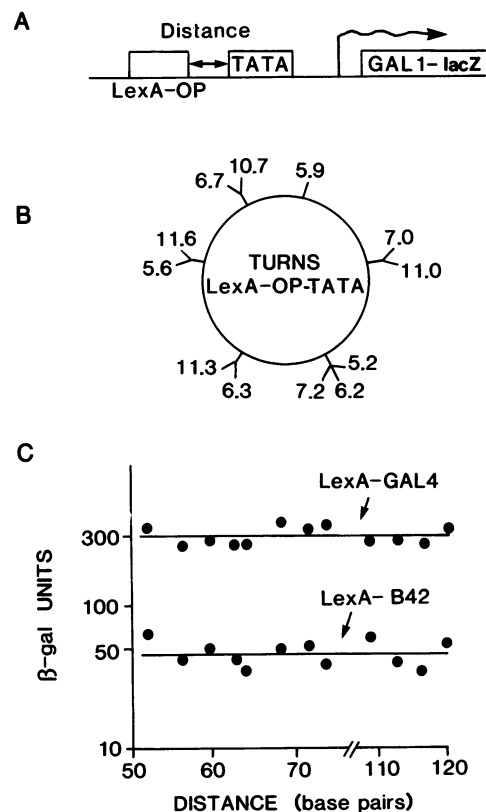 A
Distance
TATA
GAL1-lacZ
LexA-OP
B
10.7
5.9
6.7
11.6
7.0
5.6
11.0
TURNS
LexA-OP-TATA
11.3
5.2
6.3
7.2
6.2
C
LexA-GAL4
300
β-gal UNITS
100
LexA-B42
50
10
50
60
70
110
120
DISTANCE (base pairs)